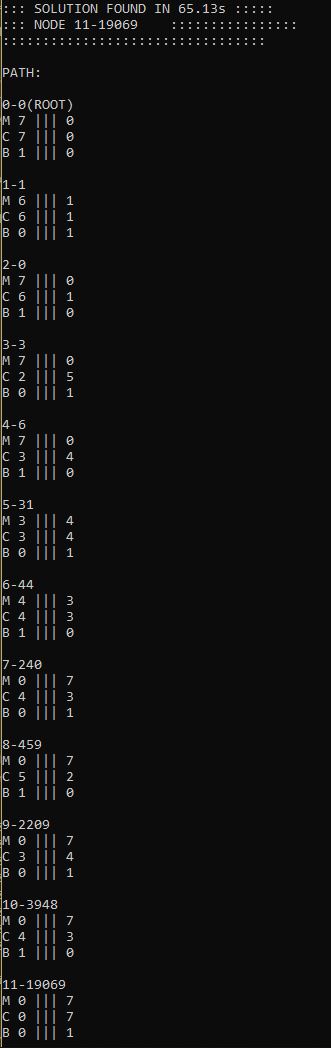 ::: SOLUTION FOUND IN 65.13s :::::
::: NODE 11-19069    ::::::::::::::::
:::::::::::::::::::::::::::::::::
PATH:
0-0(ROOT)
M 7 ||| 0
C 7 ||| 0
B 1 ||| 0
1-1
M 6 ||| 1
C 6 ||| 1
B 0 ||| 1
2-0
M 7 ||| 0
C 6 ||| 1
B 1 ||| 0
3-3
M 7 ||| 0
C 2 ||| 5
B 0 ||| 1
4-6
M 7 ||| 0
C 3 ||| 4
B 1 ||| 0
5-31
M 3 ||| 4
C 3 ||| 4
B 0 ||| 1
6-44
M 4 ||| 3
C 4 ||| 3
B 1 ||| 0
7-240
M 0 ||| 7
C 4 ||| 3
B 0 ||| 1
8-459
M 0 ||| 7
C 5 ||| 2
B 1 ||| 0
9-2209
M 0 ||| 7
C 3 ||| 4
B 0 ||| 1
10-3948
M 0 ||| 7
C 4 ||| 3
B 1 ||| 0
11-19069
M 0 ||| 7
C 0 ||| 7
B 0 ||| 1